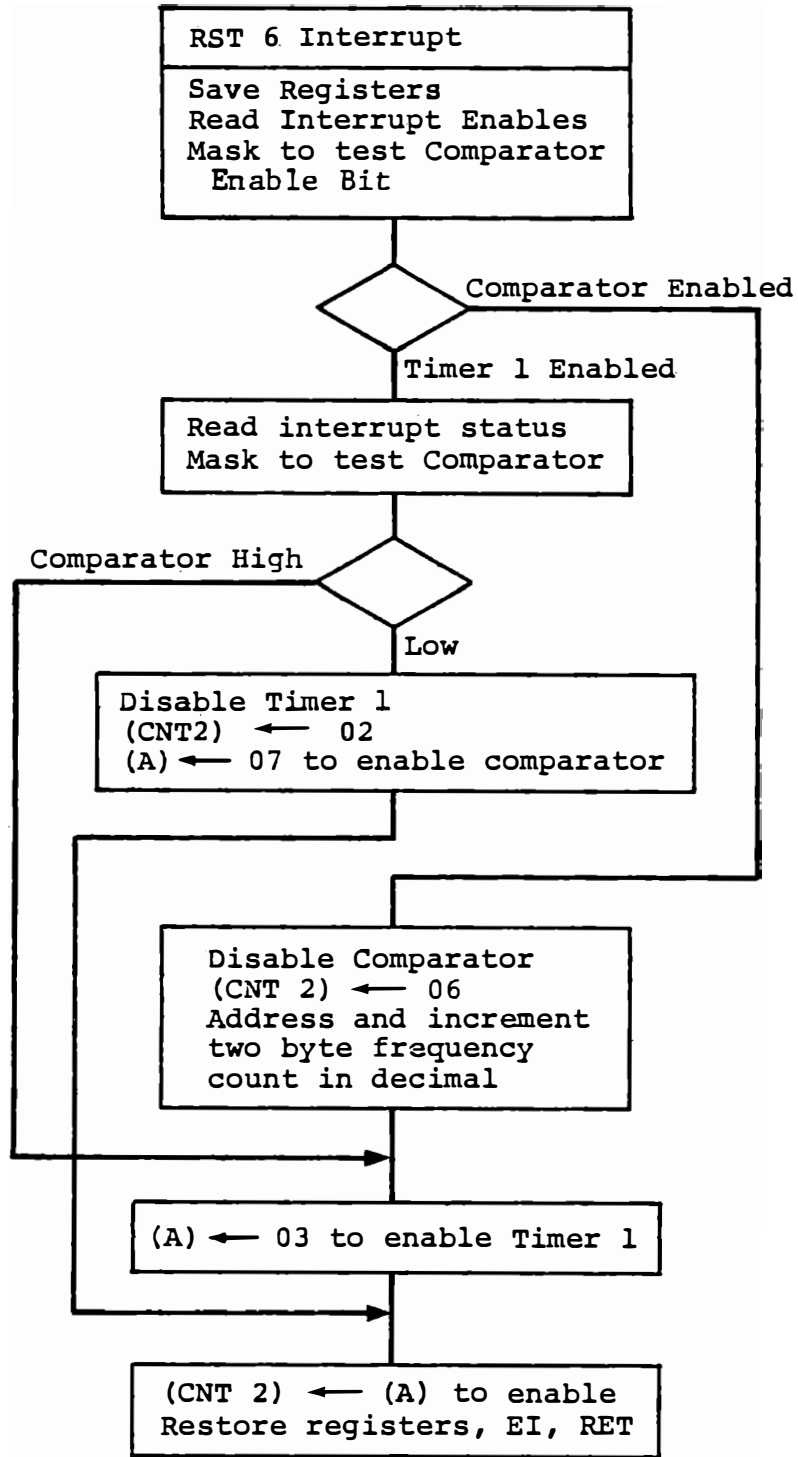 RST 6 Interrupt
Save Registers
Read Interrupt Enables
Mask to test Comparator
Enable Bit
Comparator Enabled
Timer 1 Enabled
Read interrupt status
Mask to test Comparator
Comparator High
Low
Disable Timer 1
(CNT2) ← 02
(A) ← 07 to enable comparator
Disable Comparator
(CNT 2) ← 06
Address and increment
two byte frequency
count in decimal
(A) ← 03 to enable Timer 1
(CNT 2) ← (A) to enable
Restore registers, EI, RET